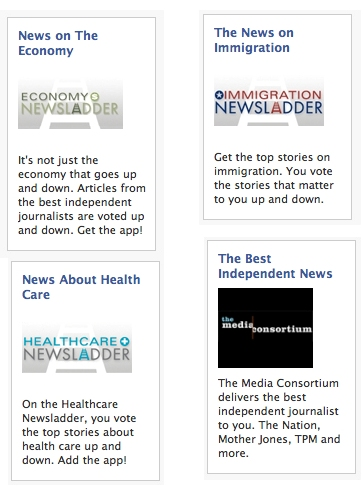 News on The
Economy
ECONOMY
NEWSLADDER
It's not just the
economy that goes up
and down. Articles from
the best independent
journalists are voted up
and down. Get the app!
The News on
Immigration
IMMIGRATION
NEWSLADDER
Get the top stories on
immigration. You vote
the stories that matter
to you up and down.
News About Health
Care
HEALTHCARE
NEWSLADDER
On the Healthcare
Newsladder, you vote
the top stories about
health care up and
down. Add the app!
The Best
Independent News
the
media consortium
The Media Consortium
delivers the best
independent journalist
to you. The Nation,
Mother Jones, TPM and
more.